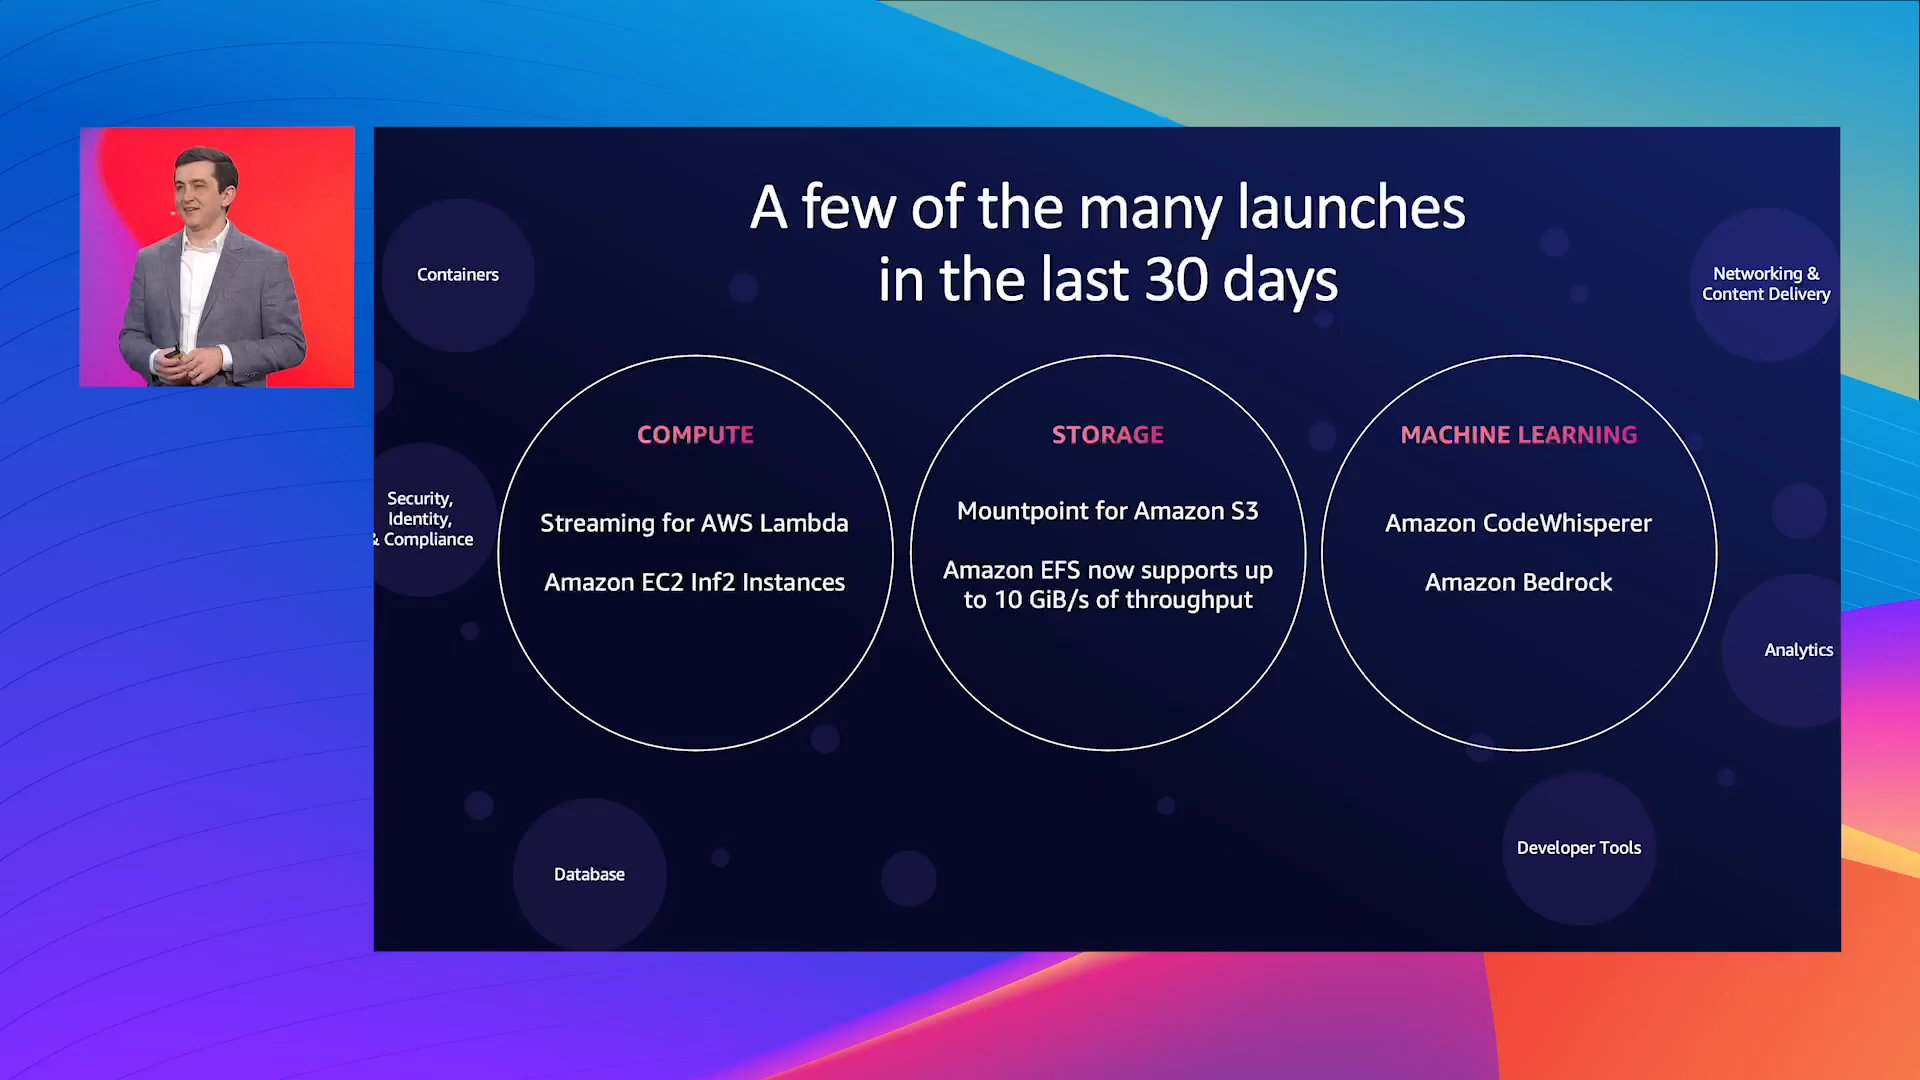 A few of the many launches
in the last 30 days
Containers
Networking &
Content Delivery
COMPUTE
Streaming for AWS Lambda
Amazon EC2 Inf2 Instances
STORAGE
Mountpoint for Amazon S3
Amazon EFS now supports up
to 10 GiB/s of throughput
MACHINE LEARNING
Amazon CodeWhisperer
Amazon Bedrock
Security,
Identity,
& Compliance
Analytics
Database
Developer Tools